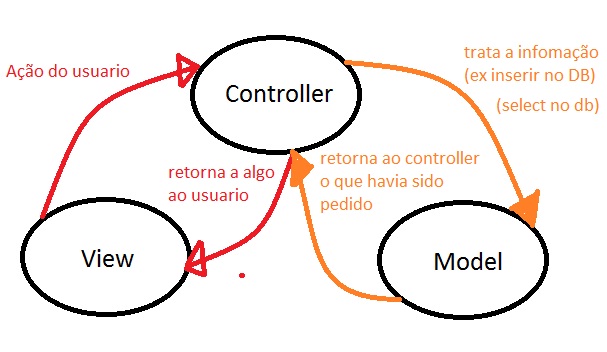 Ação do usuario
Controller
trata a infomação
(ex inserir no DB)
(select no db)
retorna a algo
ao usuario
retorna ao controller
o que havia sido
pedido
View
Model